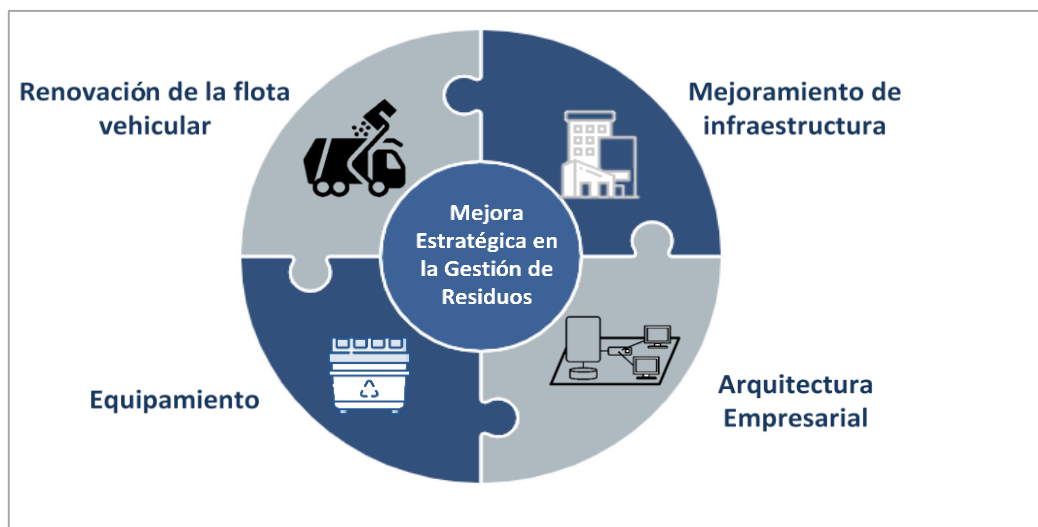 Renovación de la flota
vehicular
Mejoramiento de
infraestructura
Mejora
Estratégica en
la Gestión de
Residuos
Equipamiento
Arquitectura
Empresarial